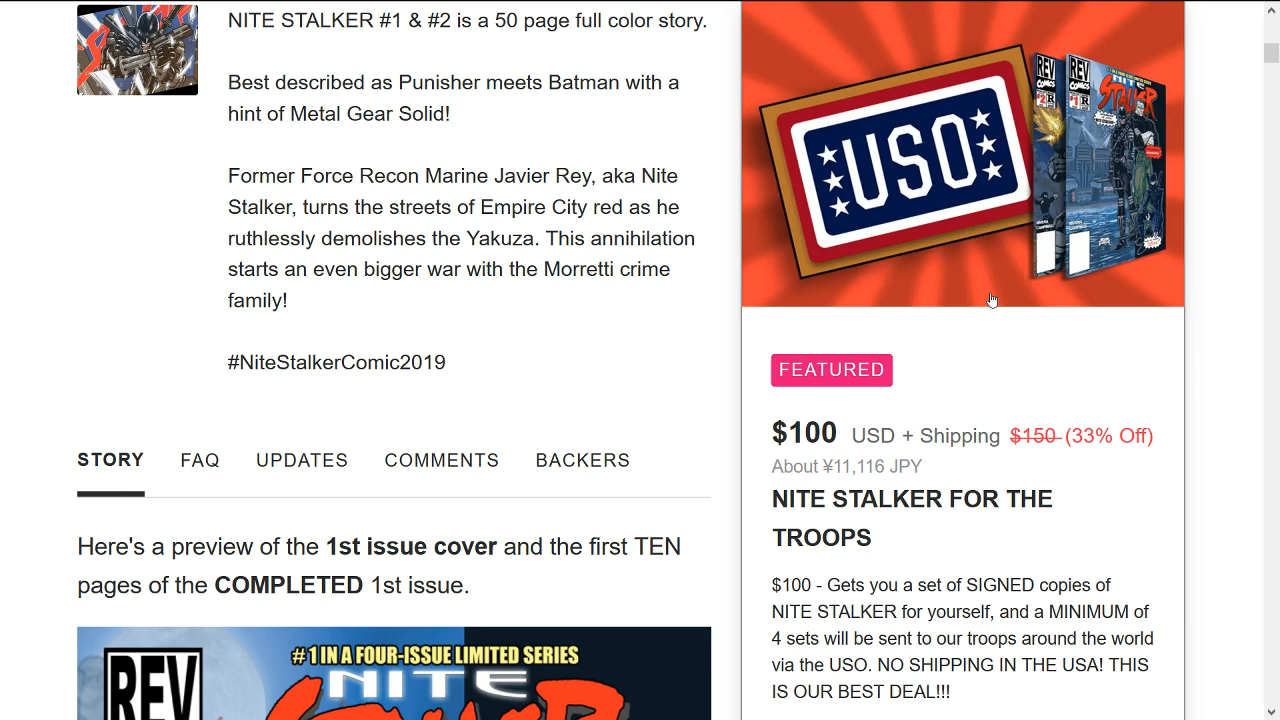 NITE STALKER #1 & #2 is a 50 page full color story.
Best described as Punisher meets Batman with a
hint of Metal Gear Solid!
Former Force Recon Marine Javier Rey, aka Nite
Stalker, turns the streets of Empire City red as he
ruthlessly demolishes the Yakuza. This annihilation
starts an even bigger war with the Morretti crime
family!
#NiteStalkerComic2019
STORY FAQ UPDATES COMMENTS BACKERS
Here's a preview of the 1st issue cover and the first TEN
pages of the COMPLETED 1st issue.
#1 IN A FOUR-ISSUE LIMITED SERIES
REV
NITE
STALKER
USO
REV
COMICS
#2
REV
COMICS
#1
STALKER
FEATURED
$100 USD + Shipping $150 (33% Off)
About ¥11,116 JPY
NITE STALKER FOR THE
TROOPS
$100 - Gets you a set of SIGNED copies of
NITE STALKER for yourself, and a MINIMUM of
4 sets will be sent to our troops around the world
via the USO. NO SHIPPING IN THE USA! THIS
IS OUR BEST DEAL!!!